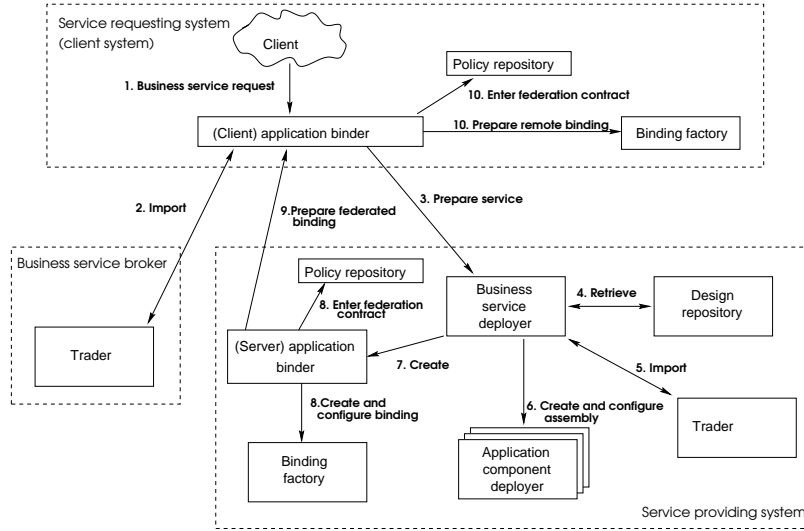 Service requesting system
(client system)
Client
1. Business service request
Policy repository
10. Enter federation contract
(Client) application binder
10. Prepare remote binding
Binding factory
2. Import
9.Prepare federated
binding
3. Prepare service
Business service broker
Trader
Policy repository
8. Enter federation
contract
Business
service
deployer
4. Retrieve
Design
repository
(Server) application
binder
7. Create
5. Import
8.Create and
configure binding
6. Create and configure
assembly
Trader
Binding
factory
Application
component
deployer
Service providing system